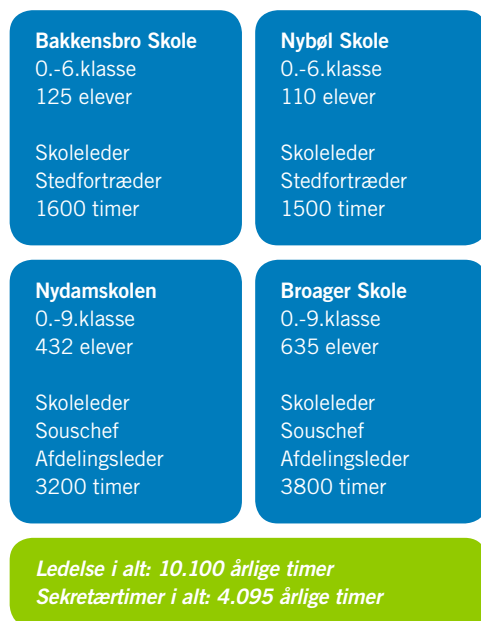 Bakkensbro Skole
0.-6.klasse
125 elever
Skoleleder
Stedfortræder
1600 timer
Nybøl Skole
0.-6.klasse
110 elever
Skoleleder
Stedfortræder
1500 timer
Nydamskolen
0.-9.klasse
432 elever
Skoleleder
Souschef
Afdelingsleder
3200 timer
Broager Skole
0.-9.klasse
635 elever
Skoleleder
Souschef
Afdelingsleder
3800 timer
Ledelse i alt: 10.100 årlige timer
Sekretærtimer i alt: 4.095 årlige timer